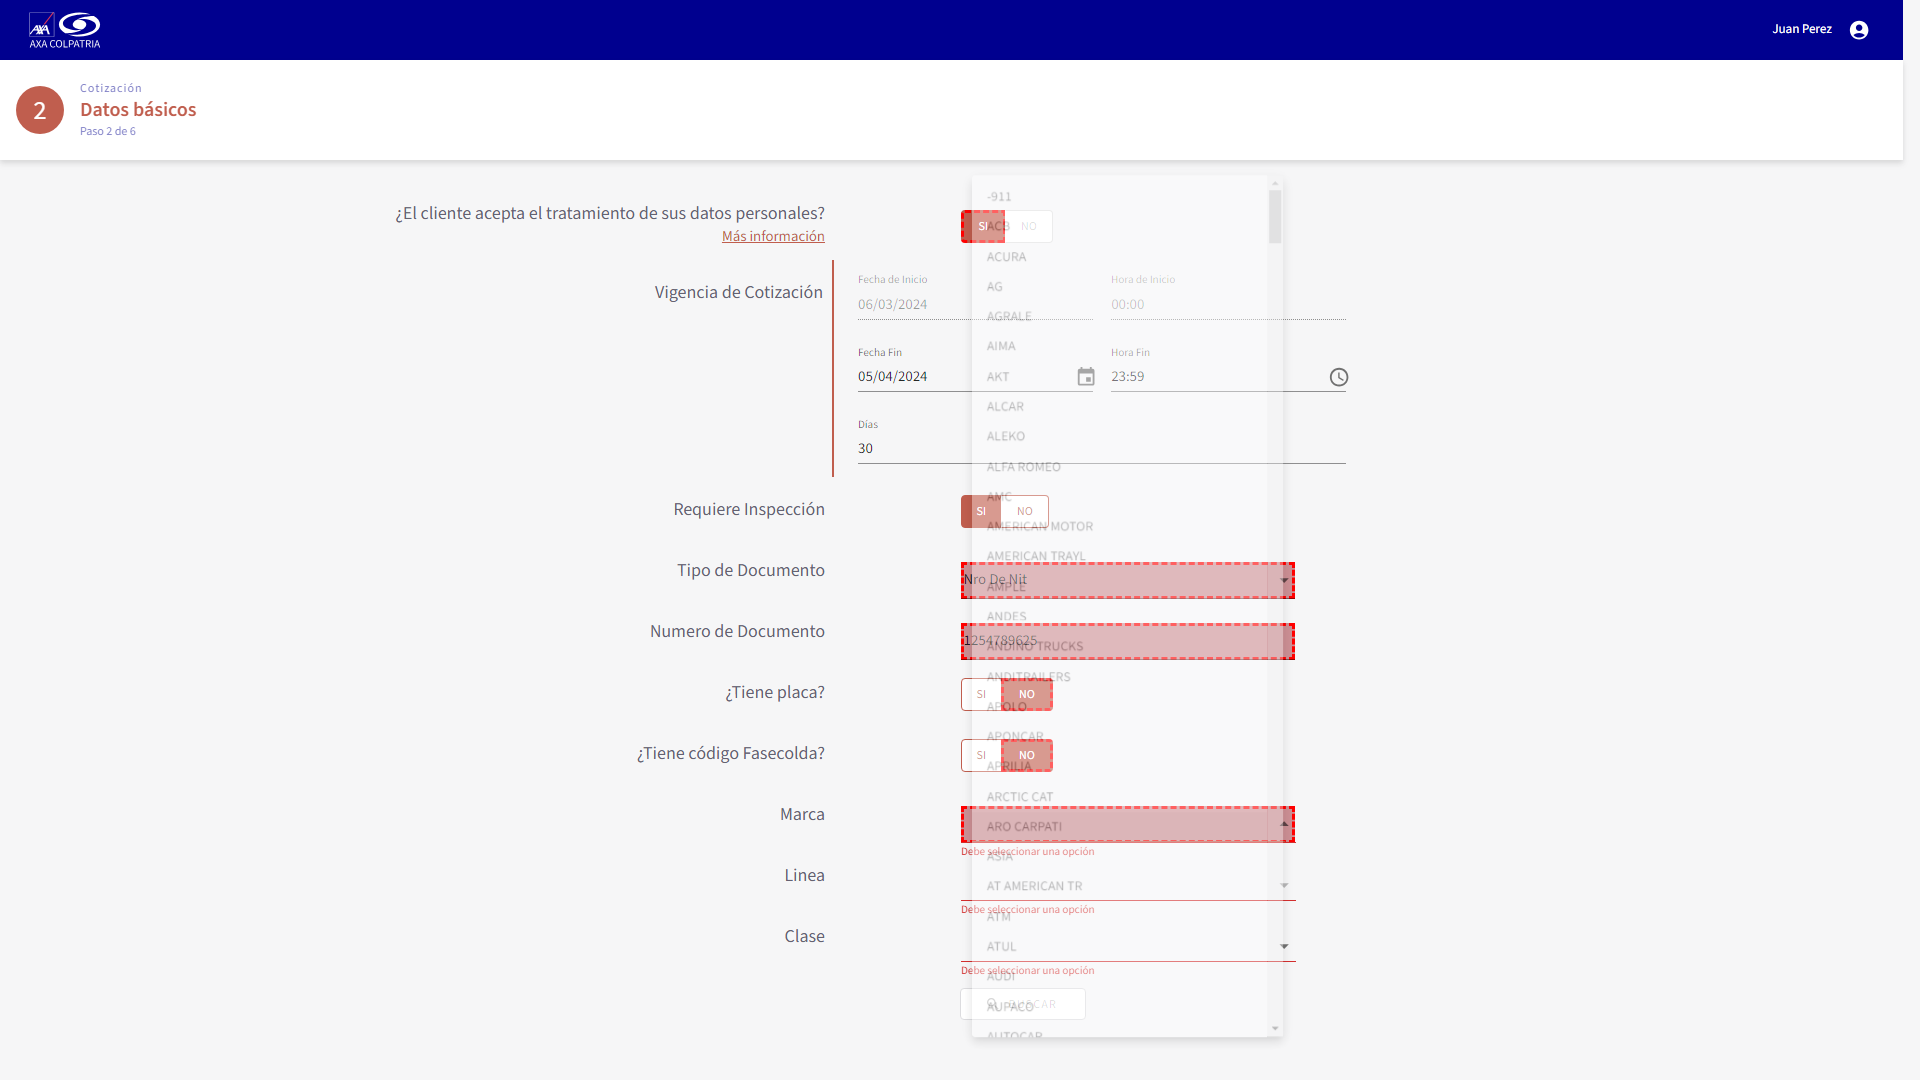 AXA
AXA COLPATRIA
Juan Perez
2
Cotización
Datos básicos
Paso 2 de 6
¿El cliente acepta el tratamiento de sus datos personales?
Más información
SI
NO
Vigencia de Cotización
Fecha de Inicio
06/03/2024
Hora de Inicio
00:00
Fecha Fin
05/04/2024
Hora Fin
23:59
Días
30
Requiere Inspección
SI
NO
Tipo de Documento
Nro De Nit
Numero de Documento
1254789625
¿Tiene placa?
SI
NO
¿Tiene código Fasecolda?
SI
NO
Marca
Debe seleccionar una opción
Linea
Debe seleccionar una opción
Clase
Debe seleccionar una opción
BUSCAR
-911
ACB
ACURA
AG
AGRALE
AIMA
AKT
ALCAR
ALEKO
ALFA ROMEO
AMC
AMERICAN MOTOR
AMERICAN TRAYL
AMPLE
ANDES
ANDINO TRUCKS
ANDITRAILERS
APOLO
APONCAR
APRILIA
ARCTIC CAT
ARO CARPATI
ASIA
AT AMERICAN TR
ATM
ATUL
AUDI
AUPACO
AUTOCAR